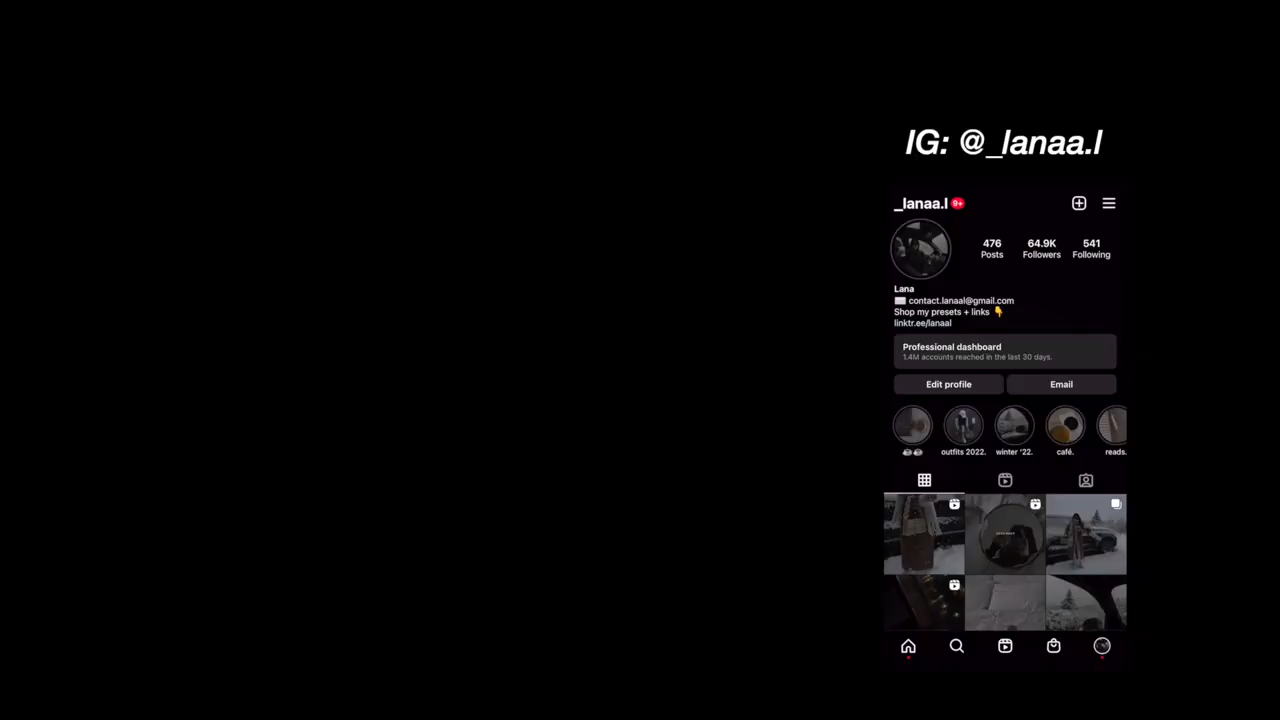 IG: @_lanaa.l
_lanaa.l 9+
476 64.9K 541
Posts Followers Following
Lana
✉️ contact.lanaal@gmail.com
Shop my presets + links 👇
linktr.ee/lanaal
Professional dashboard
1.4M accounts reached in the last 30 days.
Edit profile Email
☕☕ outfits 2022. winter '22. café. reads.